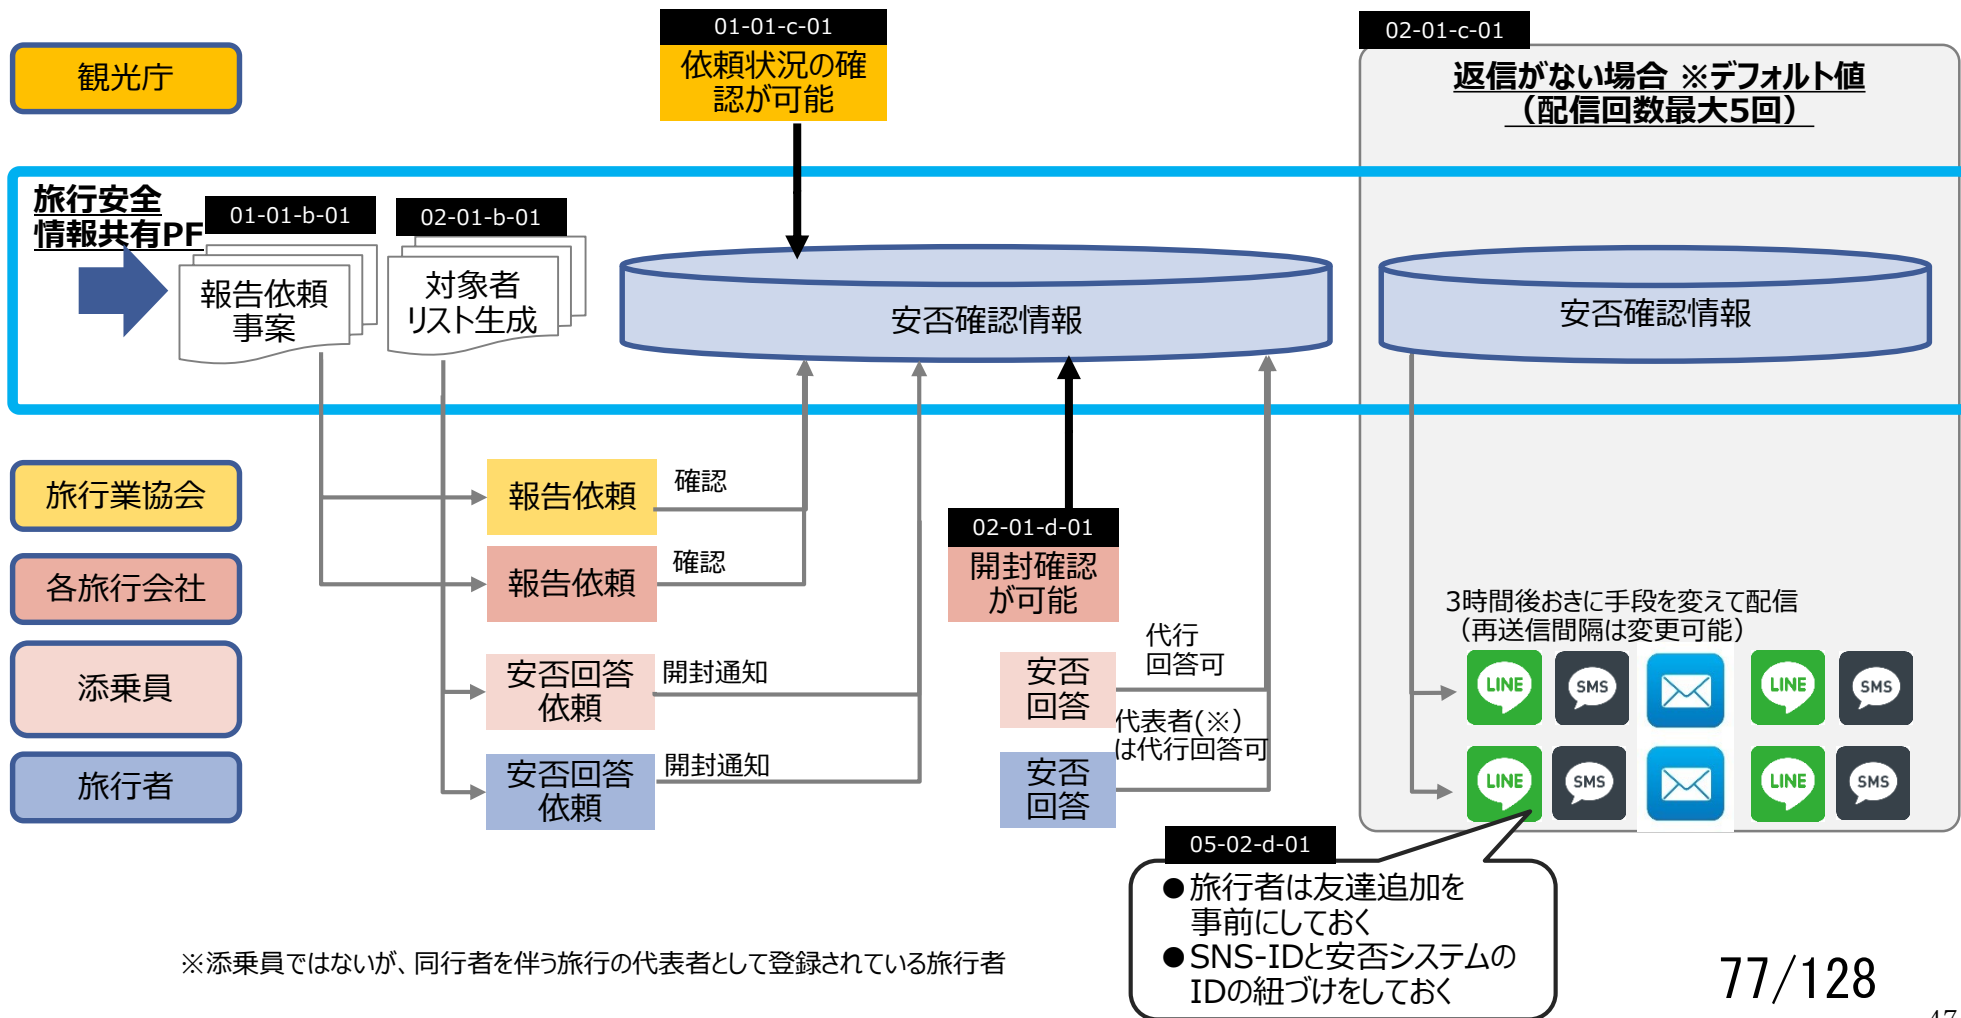 01-01-c-01
依頼状況の確
認が可能
観光庁
02-01-c-01
返信がない場合 ※デフォルト値
（配信回数最大5回）
旅行安全
情報共有PF
01-01-b-01
02-01-b-01
報告依頼
事案
対象者
リスト生成
安否確認情報
安否確認情報
旅行業協会
報告依頼
確認
02-01-d-01
開封確認
が可能
各旅行会社
報告依頼
確認
3時間後おきに手段を変えて配信
（再送信間隔は変更可能）
添乗員
安否回答
依頼
開封通知
安否
回答
代行
回答可
LINE
SMS
LINE
SMS
旅行者
安否回答
依頼
開封通知
安否
回答
代表者(※)
は代行回答可
LINE
SMS
LINE
SMS
05-02-d-01
●旅行者は友達追加を
事前にしておく
●SNS-IDと安否システムの
IDの紐づけをしておく
※添乗員ではないが、同行者を伴う旅行の代表者として登録されている旅行者
77/128